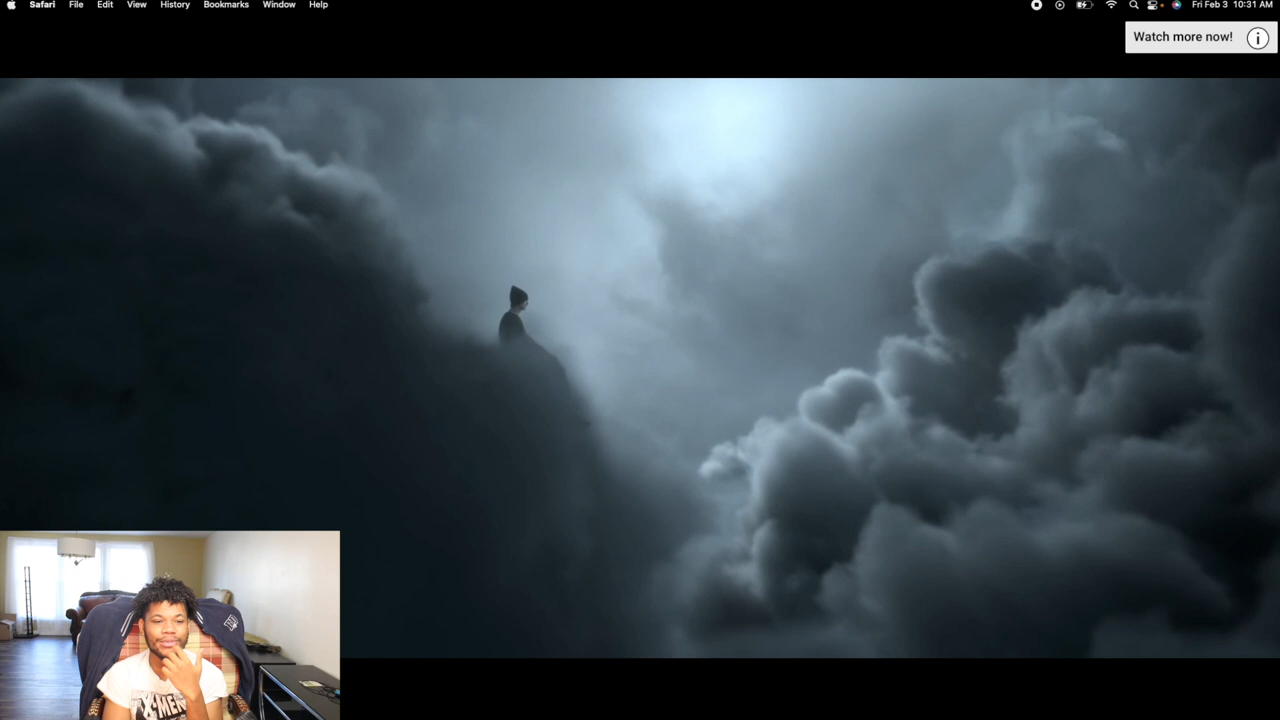 Safari File Edit View History Bookmarks Window Help Fri Feb 3 10:31 AM
Watch more now!
X-MEN